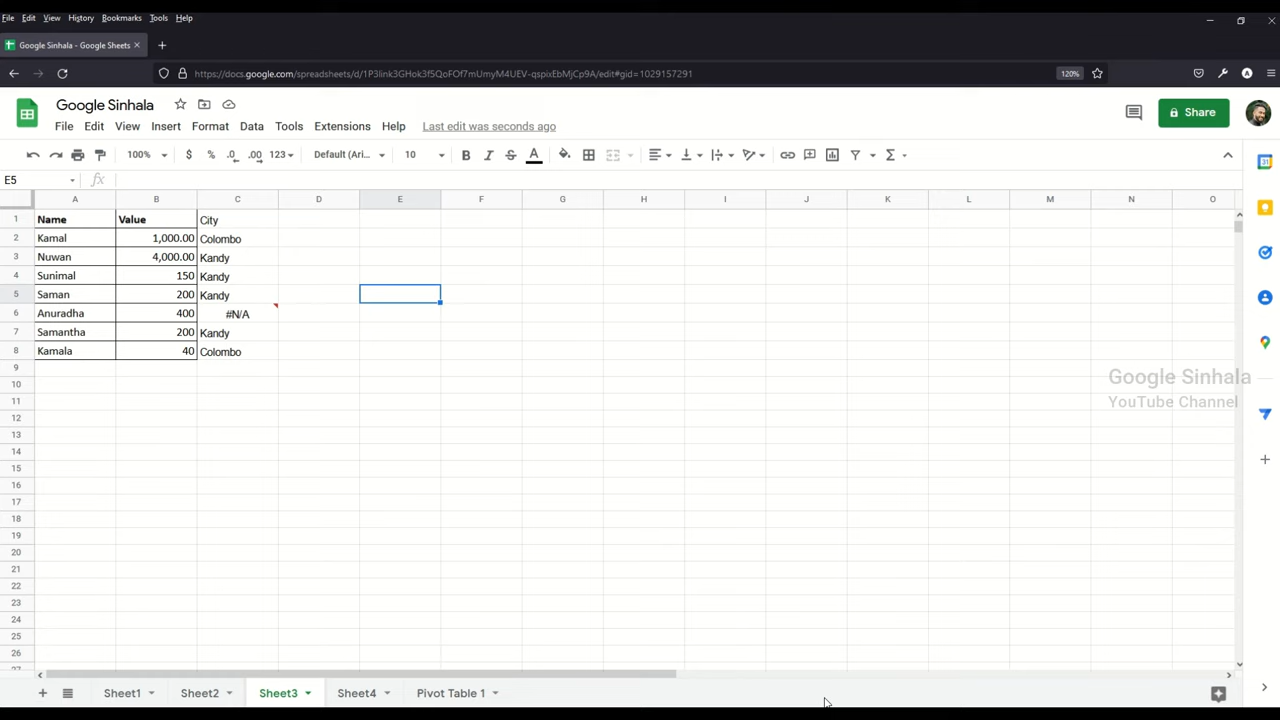 File Edit View History Bookmarks Tools Help
Google Sinhala - Google Sheets
https://docs.google.com/spreadsheets/d/1P3link3GHok3f5QoFOf7mUmyM4UEV-qspixEbMjCp9A/edit#gid=1029157291 120%
Google Sinhala
File Edit View Insert Format Data Tools Extensions Help Last edit was seconds ago Share
100% $ % .0 .00 123 Default (Ari... 10
E5 fx
A B C D E F G H I J K L M N O
1 Name Value City
2 Kamal 1,000.00 Colombo
3 Nuwan 4,000.00 Kandy
4 Sunimal 150 Kandy
5 Saman 200 Kandy
6 Anuradha 400 #N/A
7 Samantha 200 Kandy
8 Kamala 40 Colombo
9
10
11
12
13
14
15
16
17
18
19
20
21
22
23
24
25
26
27
Google Sinhala
YouTube Channel
Sheet1 Sheet2 Sheet3 Sheet4 Pivot Table 1